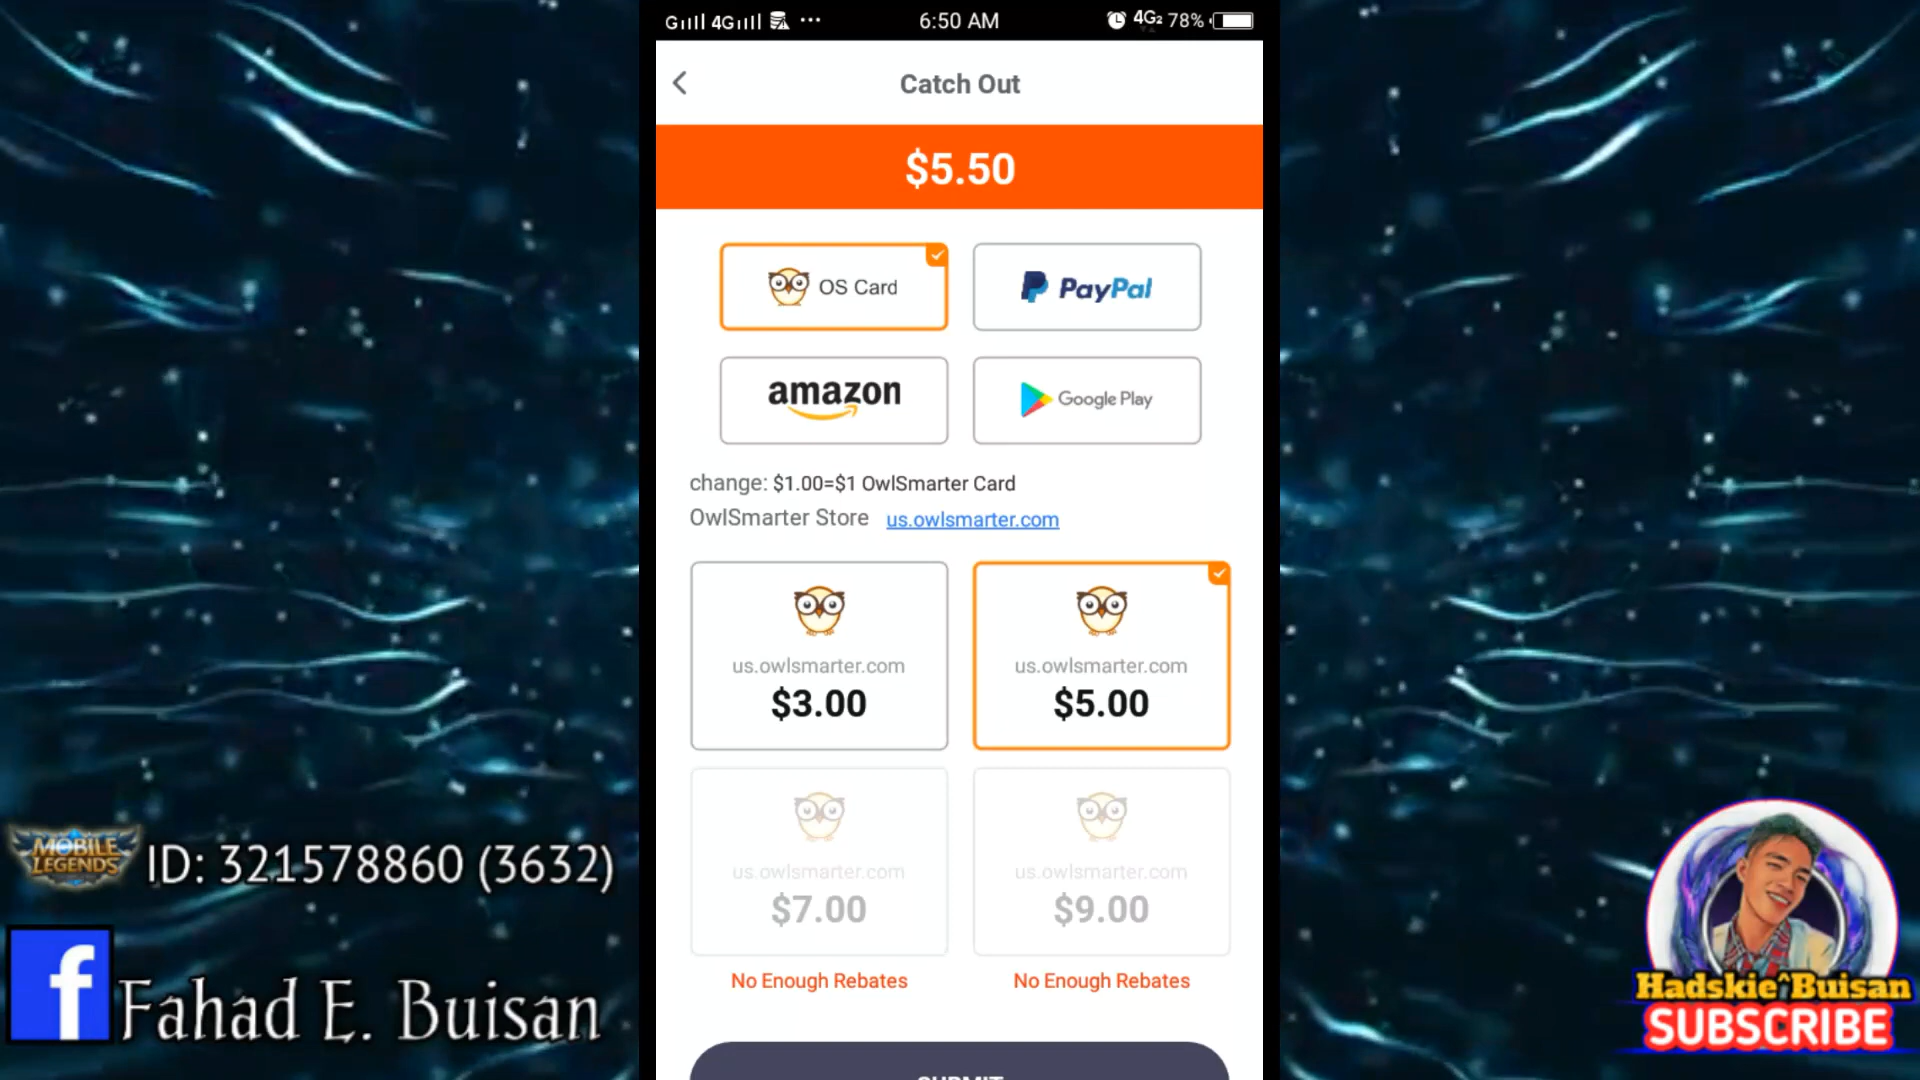 G 4G ... 6:50 AM 4G2 78%
Catch Out
$5.50
OS Card
PayPal
amazon
Google Play
change: $1.00=$1 OwlSmarter Card
OwlSmarter Store us.owlsmarter.com
us.owlsmarter.com
$3.00
us.owlsmarter.com
$5.00
us.owlsmarter.com
$7.00
us.owlsmarter.com
$9.00
No Enough Rebates
No Enough Rebates
SUBMIT
MOBILE
LEGENDS
ID: 321578860 (3632)
f
Fahad E. Buisan
Hadskie^Buisan
SUBSCRIBE